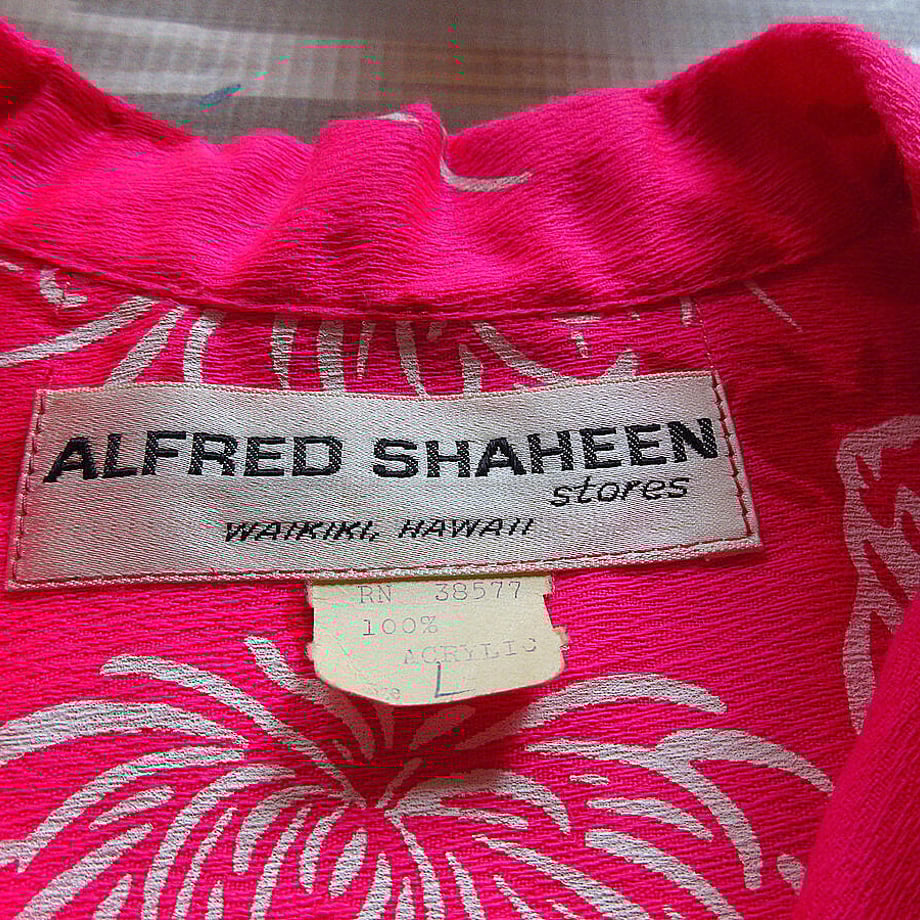 ALFRED SHAHEEN
stores
WAIKIKI, HAWAII
RN 38577
100%
ACRYLIC
L